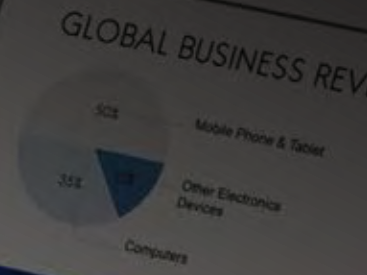 GLOBAL BUSINESS REV
50%
Mobile Phone & Tablet
35%
Other Electronics
Devices
Computers